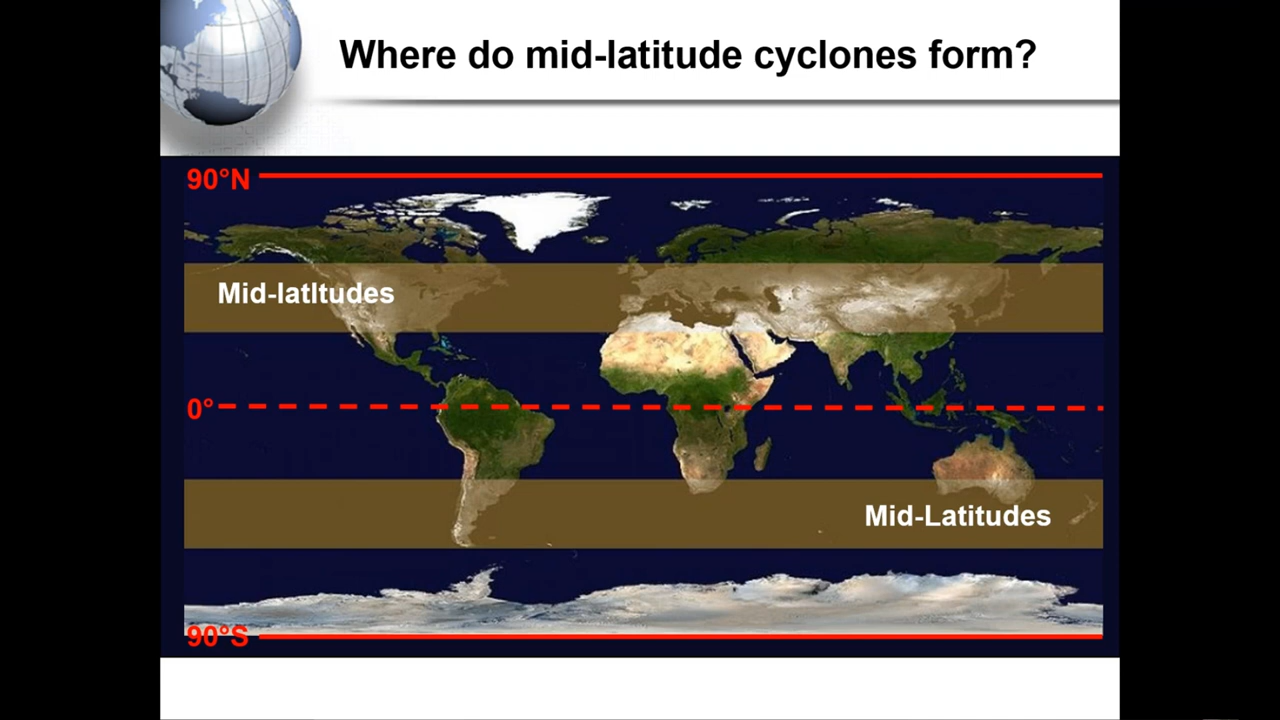 Where do mid-latitude cyclones form?
90°N
Mid-latItudes
0°
Mid-Latitudes
90°S